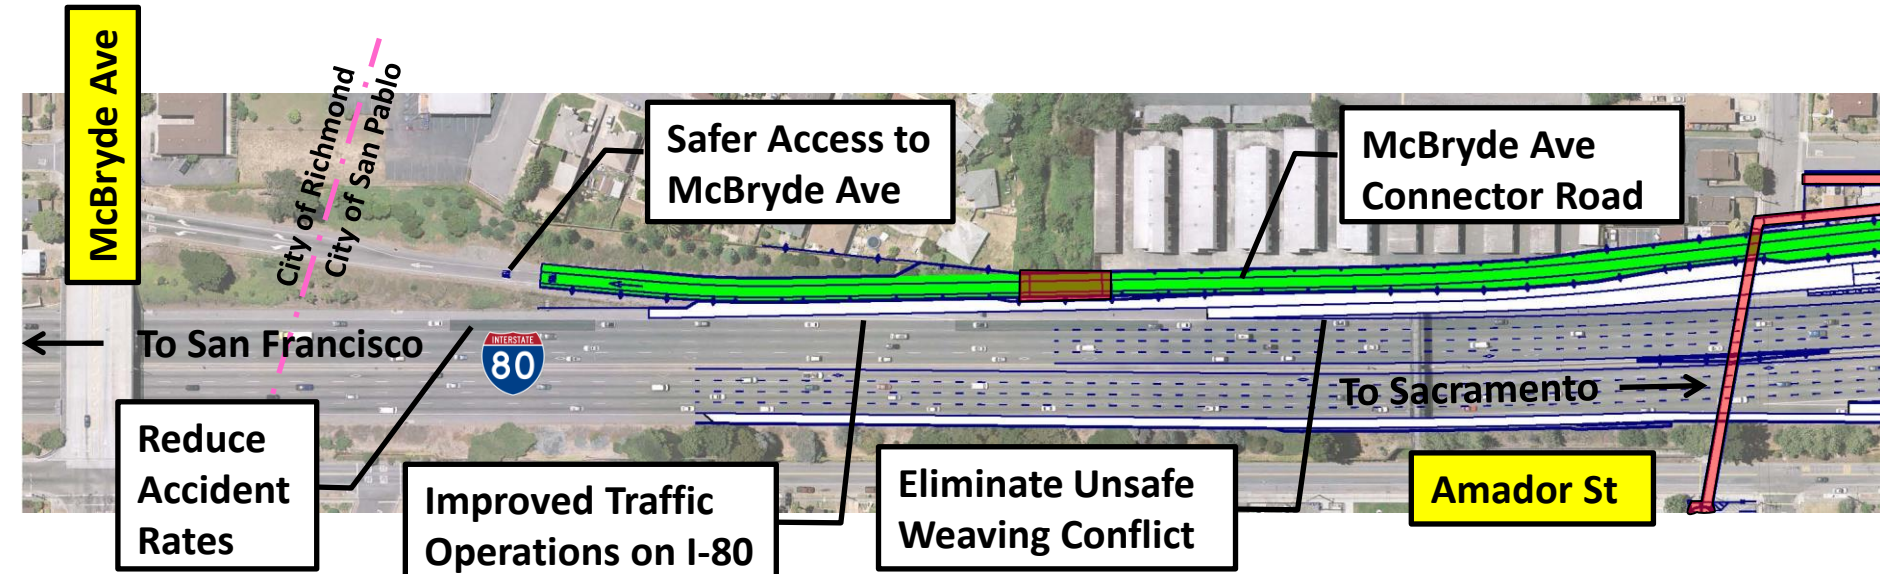 McBryde Ave
City of Richmond
City of San Pablo
Safer Access to
McBryde Ave
McBryde Ave
Connector Road
To San Francisco
INTERSTATE
80
To Sacramento
Reduce
Accident
Rates
Improved Traffic
Operations on I-80
Eliminate Unsafe
Weaving Conflict
Amador St